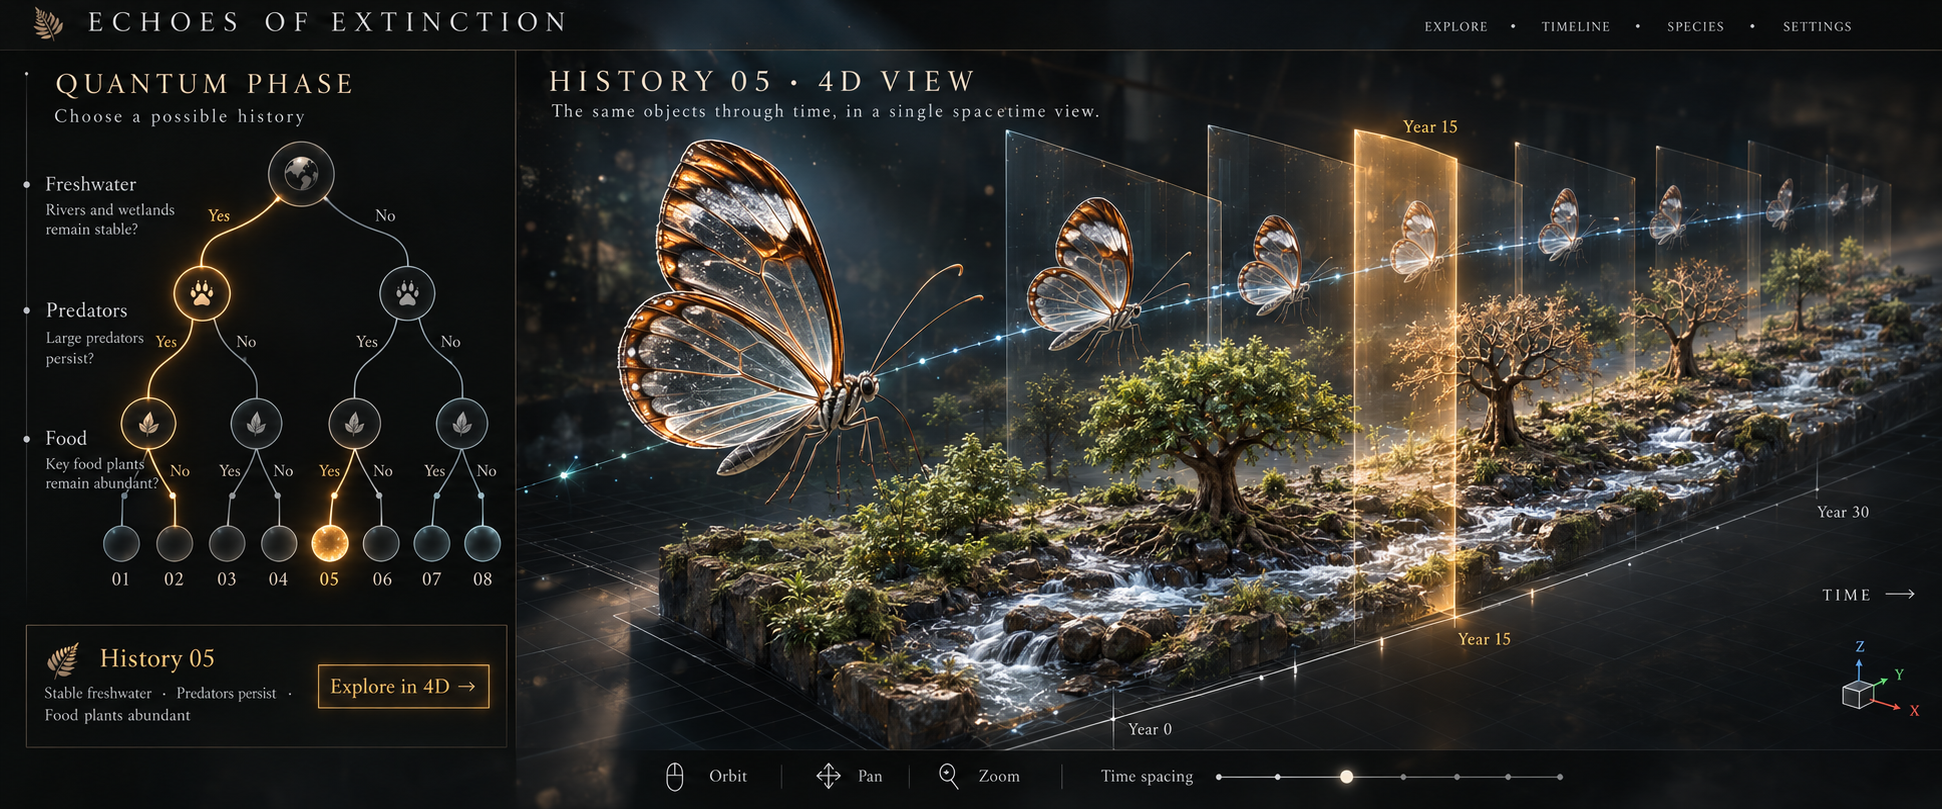 ECHOES OF EXTINCTION
EXPLORE • TIMELINE • SPECIES • SETTINGS
QUANTUM PHASE
Choose a possible history
Freshwater
Rivers and wetlands
remain stable?
Yes
No
Predators
Large predators
persist?
Yes
No
Yes
No
Food
Key food plants
remain abundant?
No
Yes
No
Yes
No
Yes
No
01 02 03 04 05 06 07 08
History 05
Stable freshwater · Predators persist ·
Food plants abundant
Explore in 4D →
HISTORY 05 • 4D VIEW
The same objects through time, in a single spacetime view.
Year 15
Year 30
TIME →
Year 15
Year 0
Z
Y
X
Orbit
Pan
Zoom
Time spacing